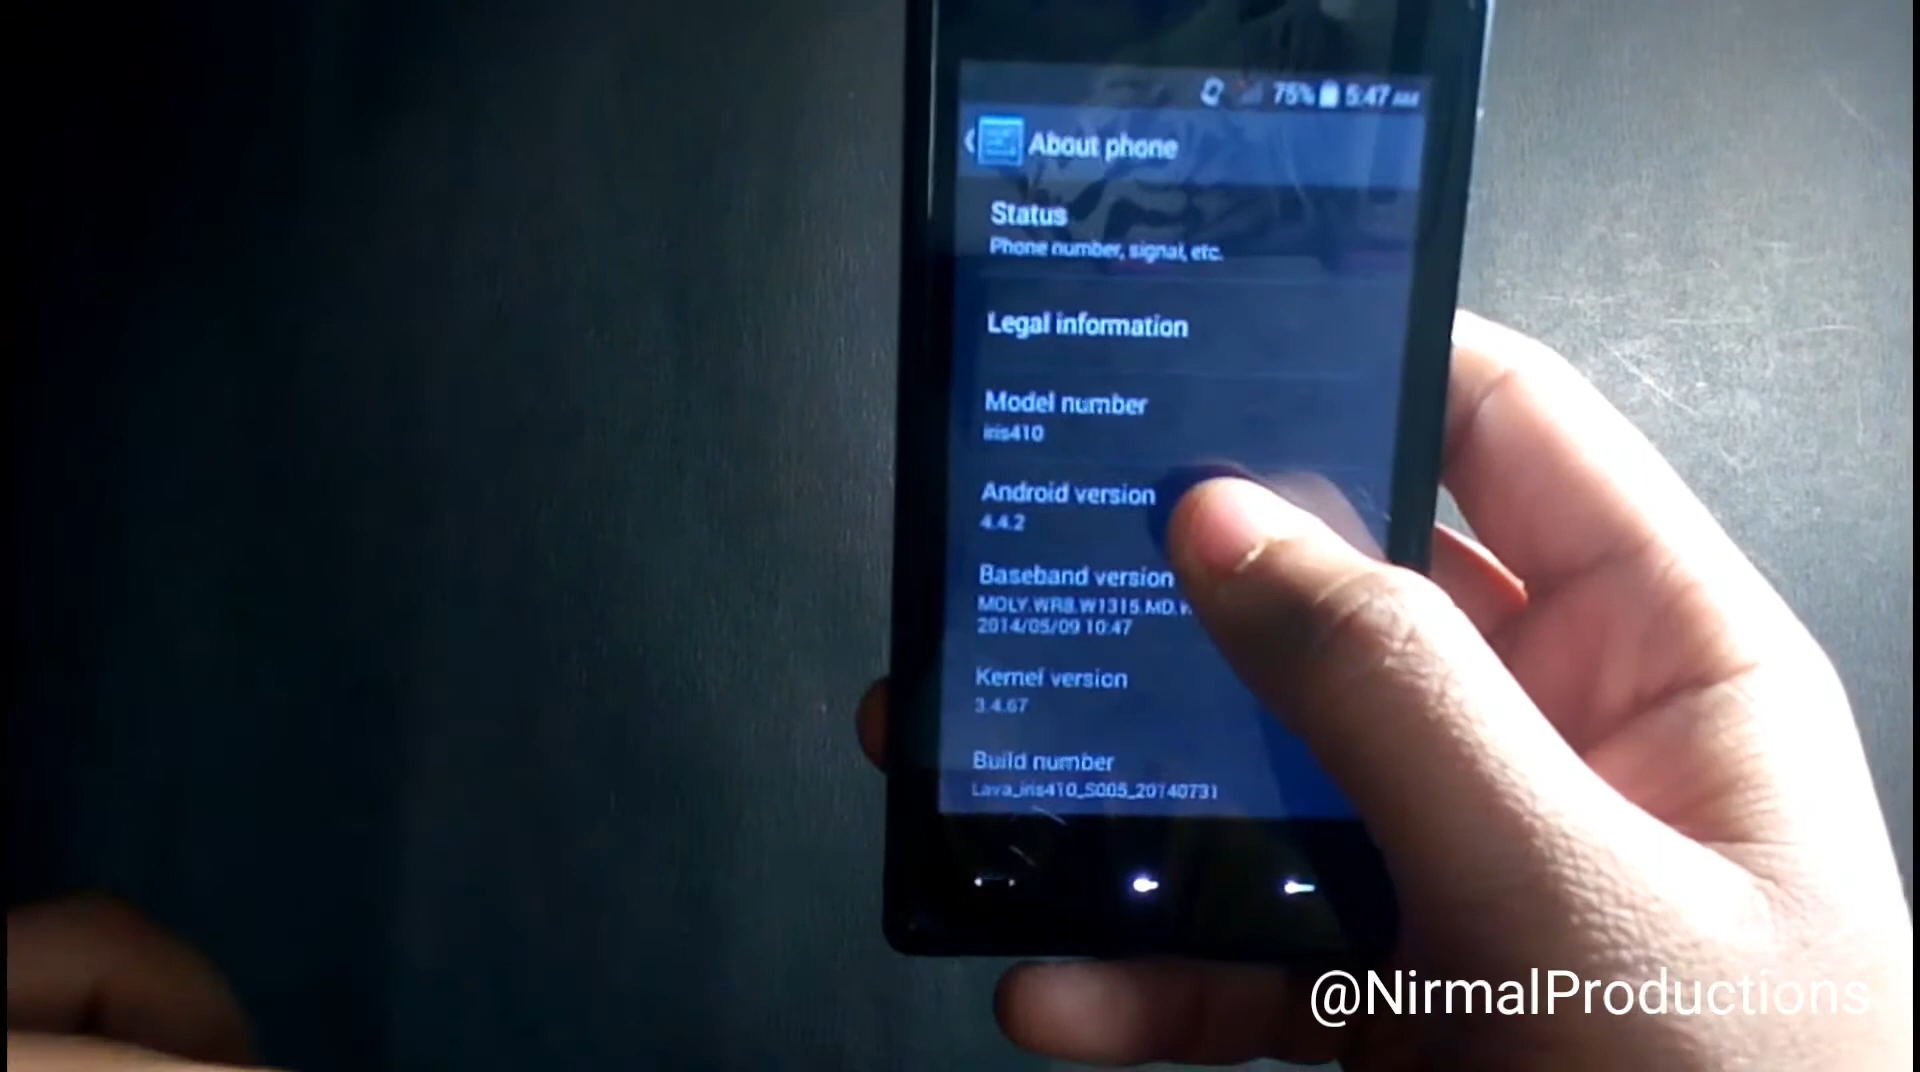 75% 5:47 AM
About phone
Status
Phone number, signal, etc.
Legal information
Model number
iris410
Android version
4.4.2
Baseband version
MOLY.WR8.W1315.MD.
2014/05/09 10:47
Kernel version
3.4.67
Build number
Lava_iris410_S005_20140731
@NirmalProductions